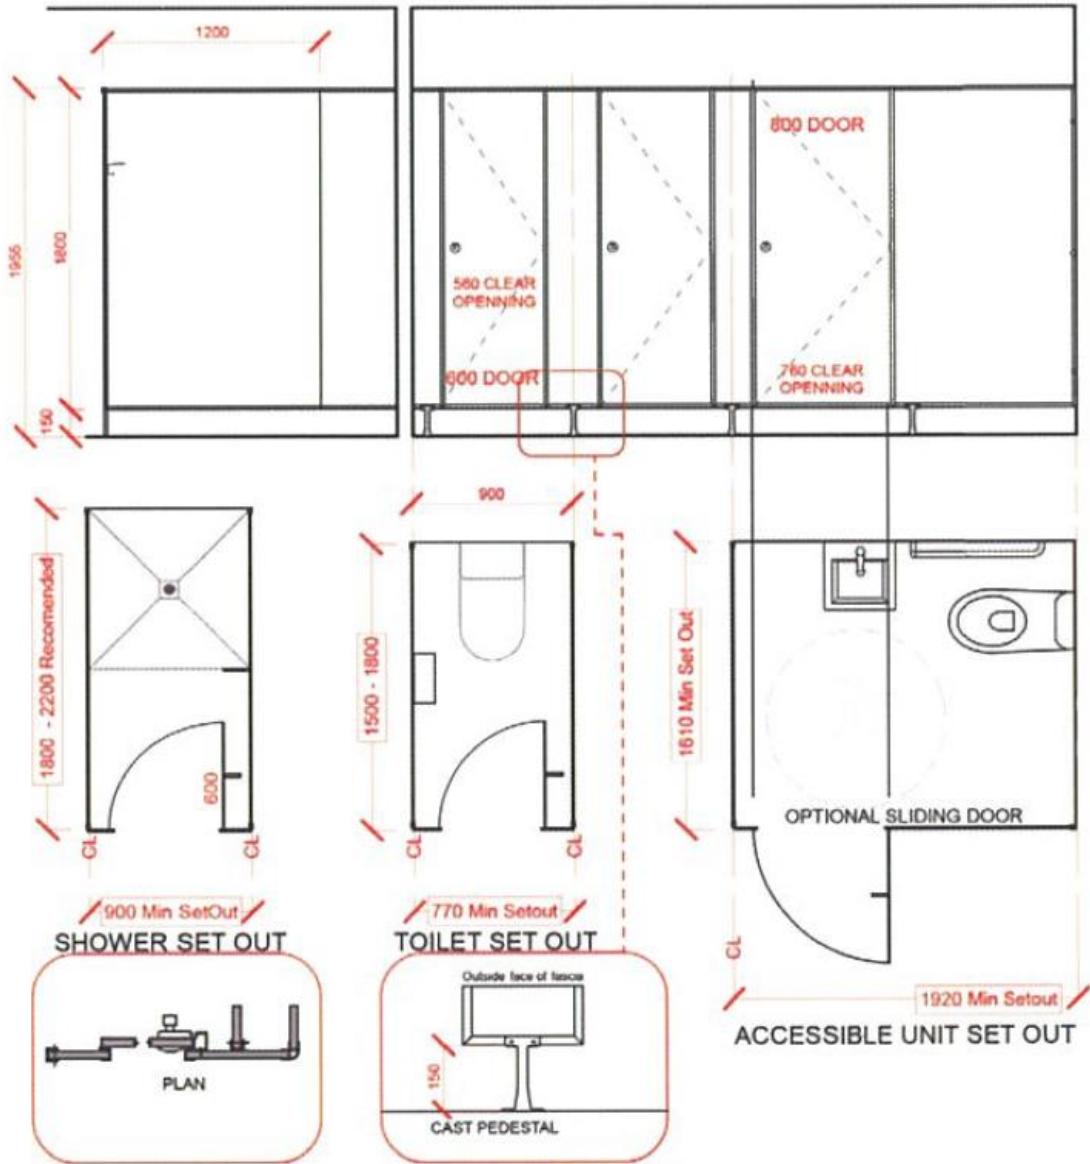 1200
1955
1800
150
560 CLEAR
OPENNING
600 DOOR
800 DOOR
760 CLEAR
OPENNING
900
1800 - 2200 Recomended
600
CL
CL
900 Min SetOut
SHOWER SET OUT
1500 - 1800
CL
CL
770 Min Setout
TOILET SET OUT
1610 Min Set Out
OPTIONAL SLIDING DOOR
CL
1920 Min Setout
ACCESSIBLE UNIT SET OUT
PLAN
Outside face of fascia
150
CAST PEDESTAL